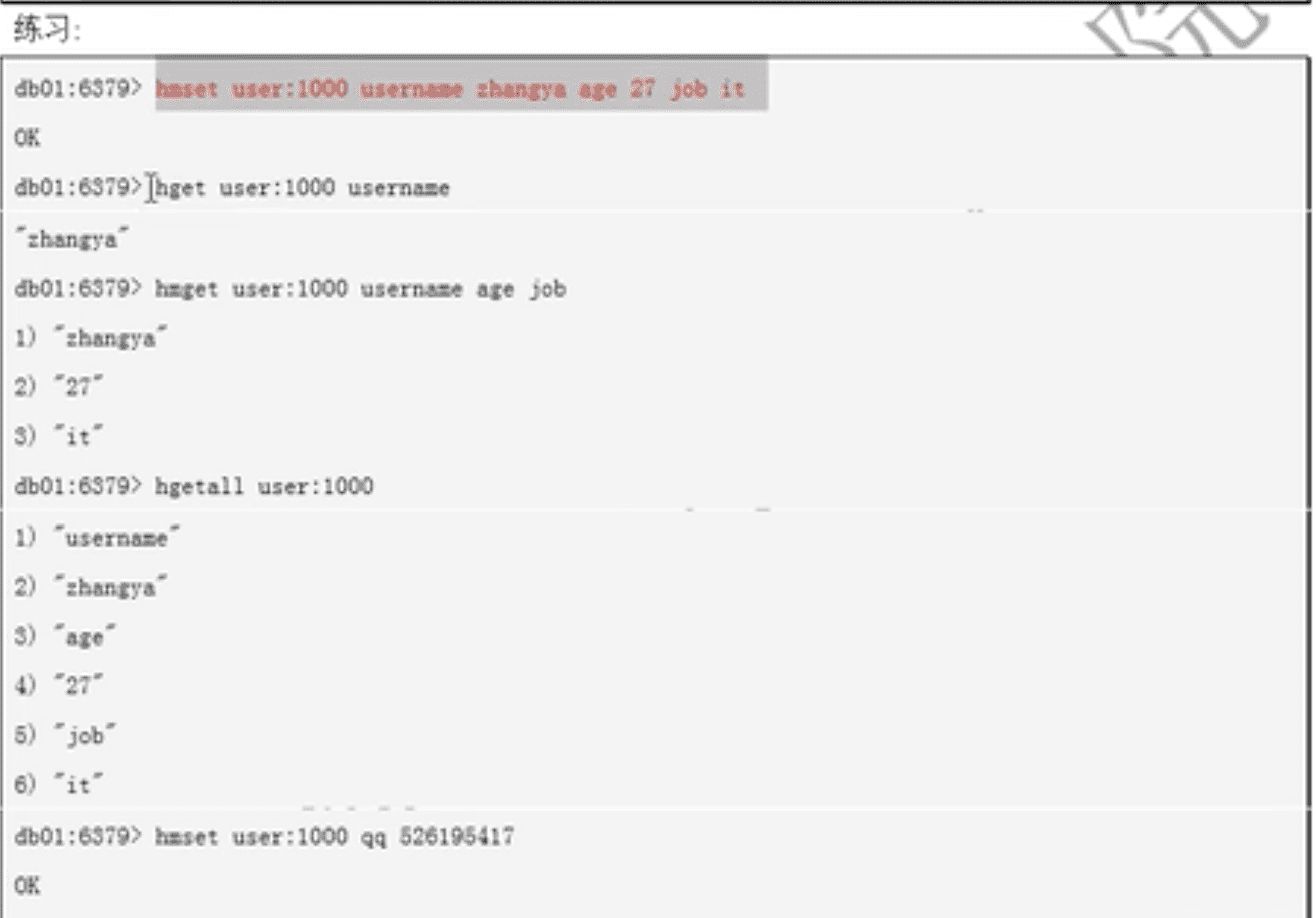 练习:
db01:6379> hmset user:1000 username zhangya age 27 job it
OK
db01:6379> hget user:1000 username
"zhangya"
db01:6379> hmget user:1000 username age job
1) "zhangya"
2) "27"
3) "it"
db01:6379> hgetall user:1000
1) "username"
2) "zhangya"
3) "age"
4) "27"
5) "job"
6) "it"
db01:6379> hmset user:1000 qq 526195417
OK